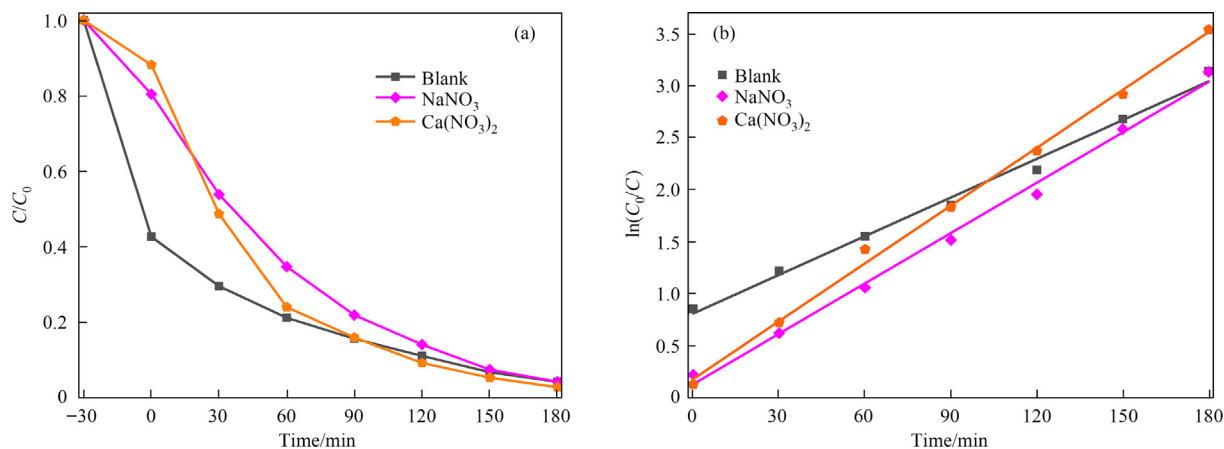 (a)
Blank
NaNO3
Ca(NO3)2
C/C0
1.0
0.8
0.6
0.4
0.2
0
−30 0 30 60 90 120 150 180
Time/min
(b)
Blank
NaNO3
Ca(NO3)2
ln(C0/C)
3.5
3.0
2.5
2.0
1.5
1.0
0.5
0
0 30 60 90 120 150 180
Time/min